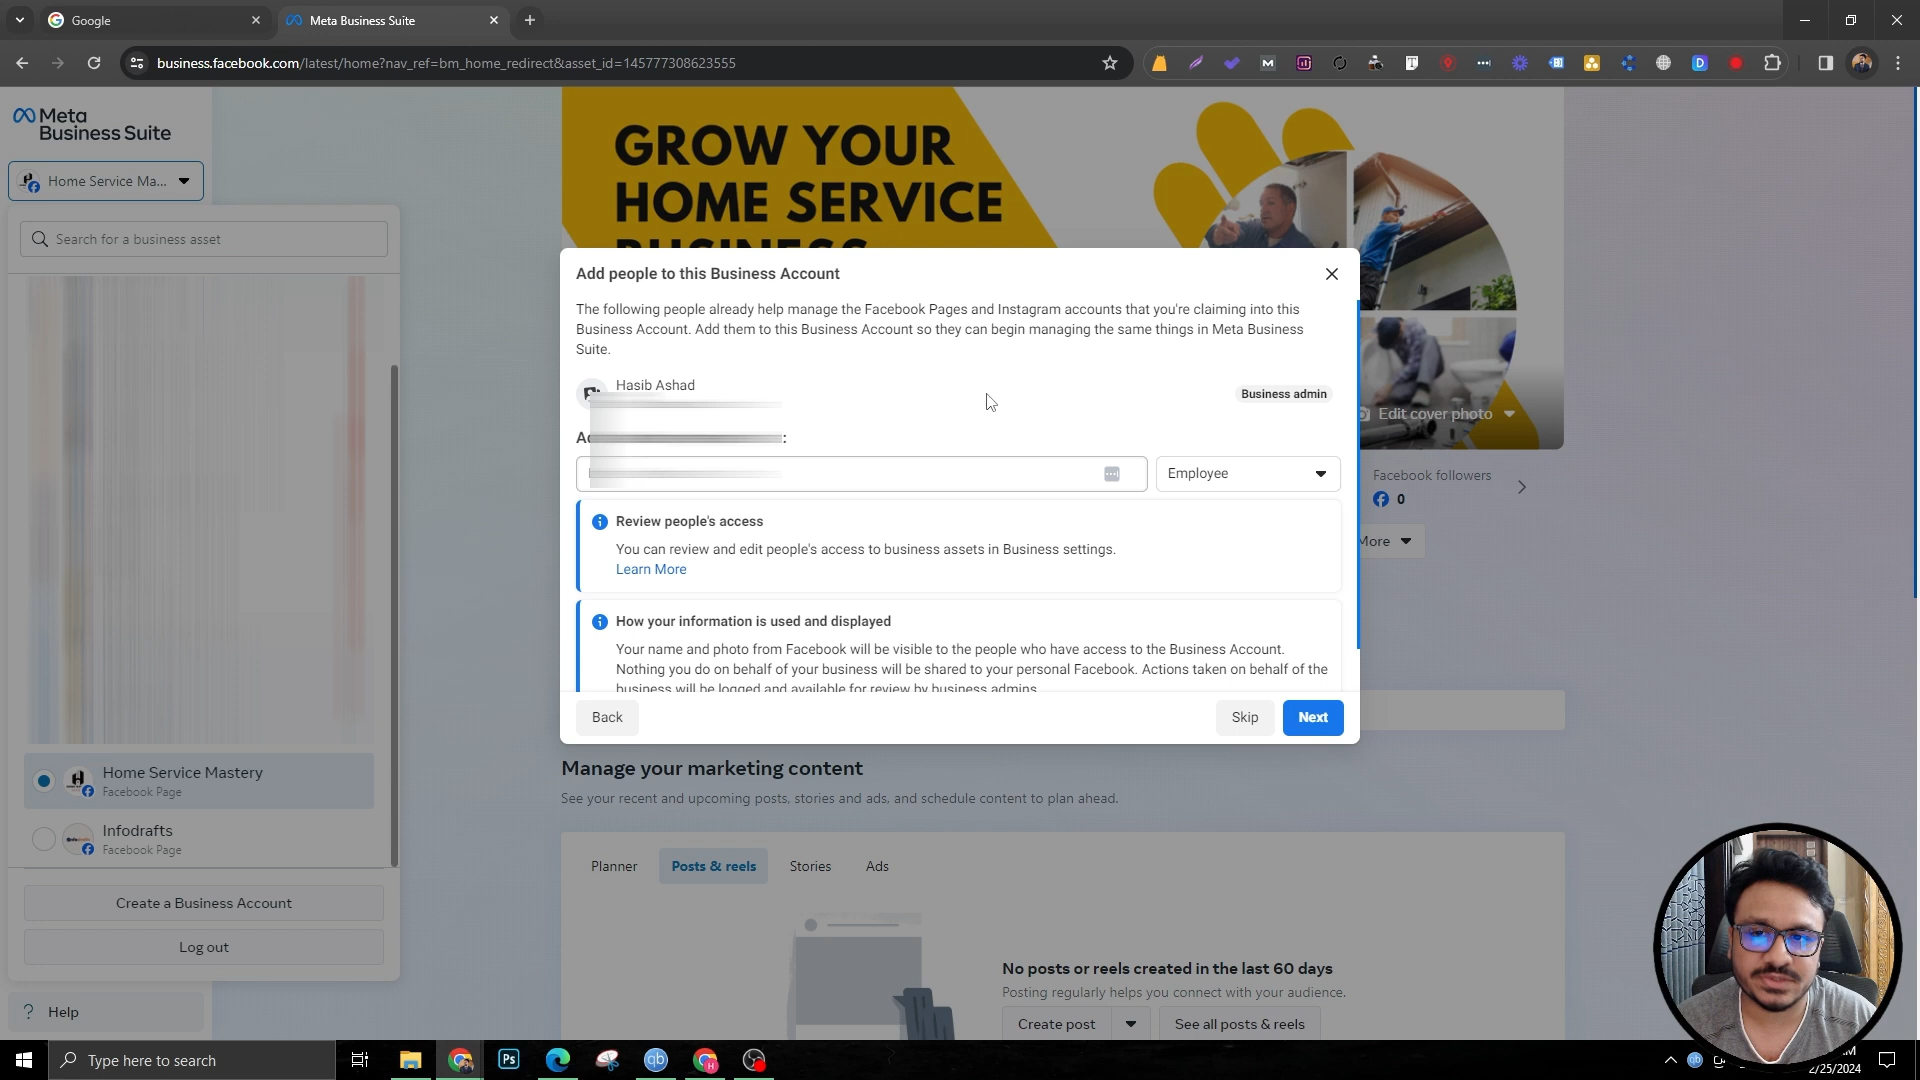 Google
Meta Business Suite
business.facebook.com/latest/home?nav_ref=bm_home_redirect&asset_id=145777308623555
Meta
Business Suite
Home Service Ma...
Search for a business asset
Home Service Mastery
Facebook Page
Infodrafts
Facebook Page
Create a Business Account
Log out
Help
GROW YOUR
HOME SERVICE
BUSINESS
Edit cover photo
Facebook followers
0
More
Add people to this Business Account
The following people already help manage the Facebook Pages and Instagram accounts that you're claiming into this
Business Account. Add them to this Business Account so they can begin managing the same things in Meta Business
Suite.
Hasib Ashad
Business admin
Employee
Review people's access
You can review and edit people's access to business assets in Business settings.
Learn More
How your information is used and displayed
Your name and photo from Facebook will be visible to the people who have access to the Business Account.
Nothing you do on behalf of your business will be shared to your personal Facebook. Actions taken on behalf of the
business will be logged and available for review by business admins.
Back
Skip
Next
Manage your marketing content
See your recent and upcoming posts, stories and ads, and schedule content to plan ahead.
Planner
Posts & reels
Stories
Ads
No posts or reels created in the last 60 days
Posting regularly helps you connect with your audience.
Create post
See all posts & reels
Type here to search
2/25/2024